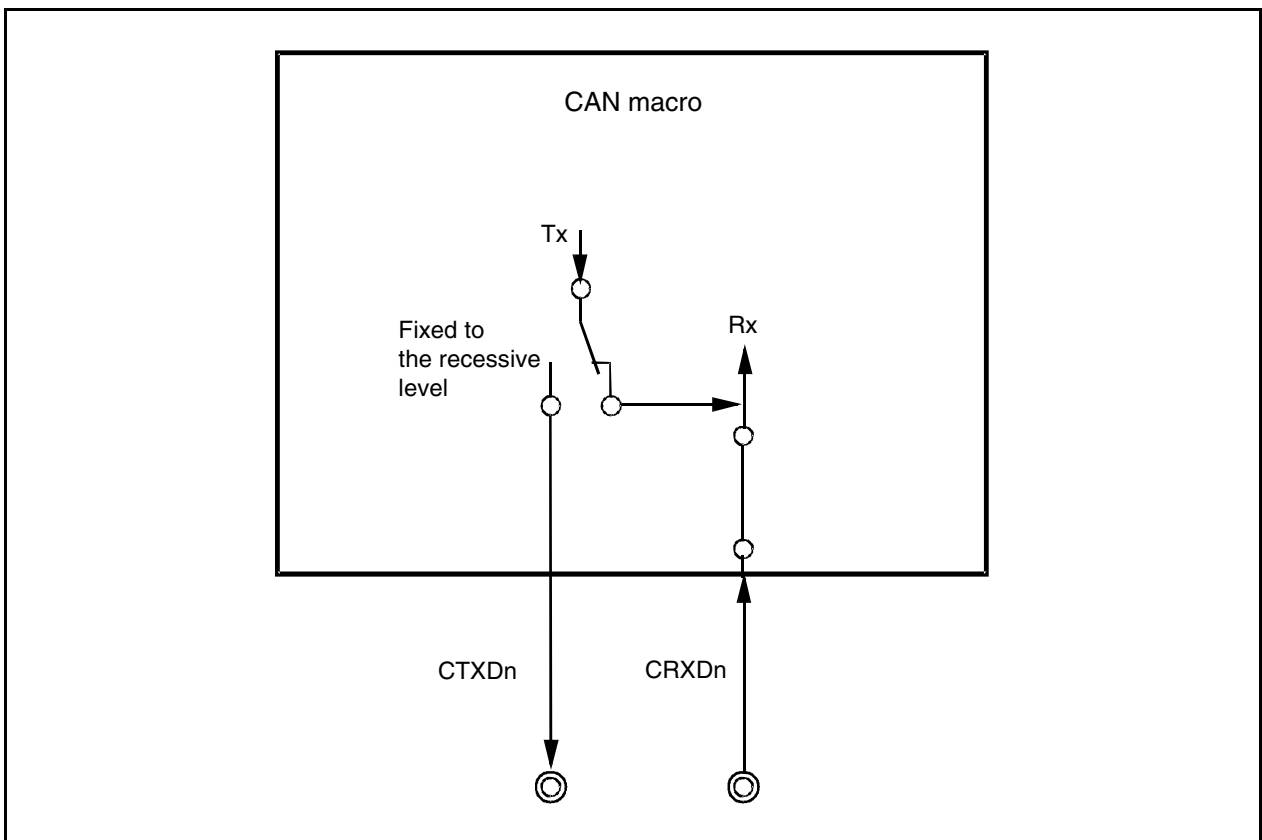 CAN macro
Tx
Fixed to
the recessive
level
Rx
CTXDn
CRXDn